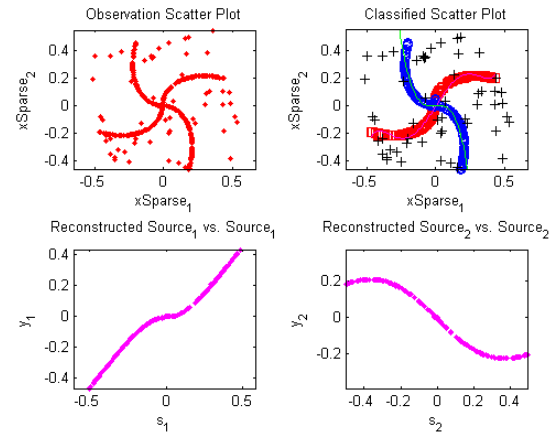 Observation Scatter Plot
0.4
0.2
0
-0.2
-0.4
-0.5 0 0.5
xSparse2
xSparse1
Classified Scatter Plot
0.4
0.2
0
-0.2
-0.4
-0.5 0 0.5
xSparse2
xSparse1
Reconstructed Source1 vs. Source1
0.4
0.2
0
-0.2
-0.4
-0.5 0 0.5
y1
s1
Reconstructed Source2 vs. Source2
0.2
0
-0.2
-0.4 -0.2 0 0.2 0.4
y2
s2